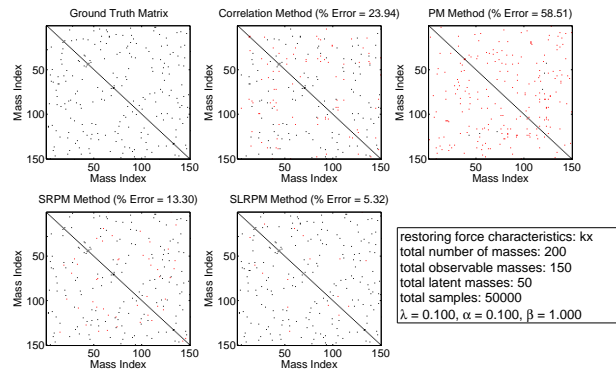 Ground Truth Matrix
50
100
150
50 100 150
Mass Index
Mass Index
Correlation Method (% Error = 23.94)
50
100
150
50 100 150
Mass Index
Mass Index
PM Method (% Error = 58.51)
50
100
150
50 100 150
Mass Index
Mass Index
SRPM Method (% Error = 13.30)
50
100
150
50 100 150
Mass Index
Mass Index
SLRPM Method (% Error = 5.32)
50
100
150
50 100 150
Mass Index
Mass Index
restoring force characteristics: kx
total number of masses: 200
total observable masses: 150
total latent masses: 50
total samples: 50000
λ = 0.100, α = 0.100, β = 1.000